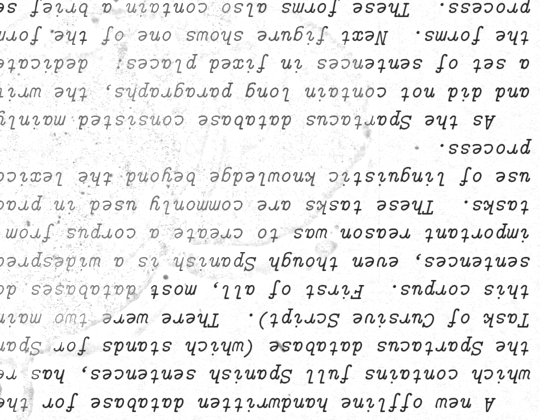 A new offline handwritten database for the
which contains full Spanish sentences, has re
the Spartacus database (which stands for Span
Task of Cursive Script). There were two main
this corpus. First of all, most databases do
sentences, even though Spanish is a widesprea
important reason was to create a corpus from
tasks. These tasks are commonly used in prac
use of linguistic knowledge beyond the lexica
process.
As the Spartacus database consisted mainly
and did not contain long paragraphs, the writ
a set of sentences in fixed places: dedicate
the forms. Next figure shows one of the form
process. These forms also contain a brief se